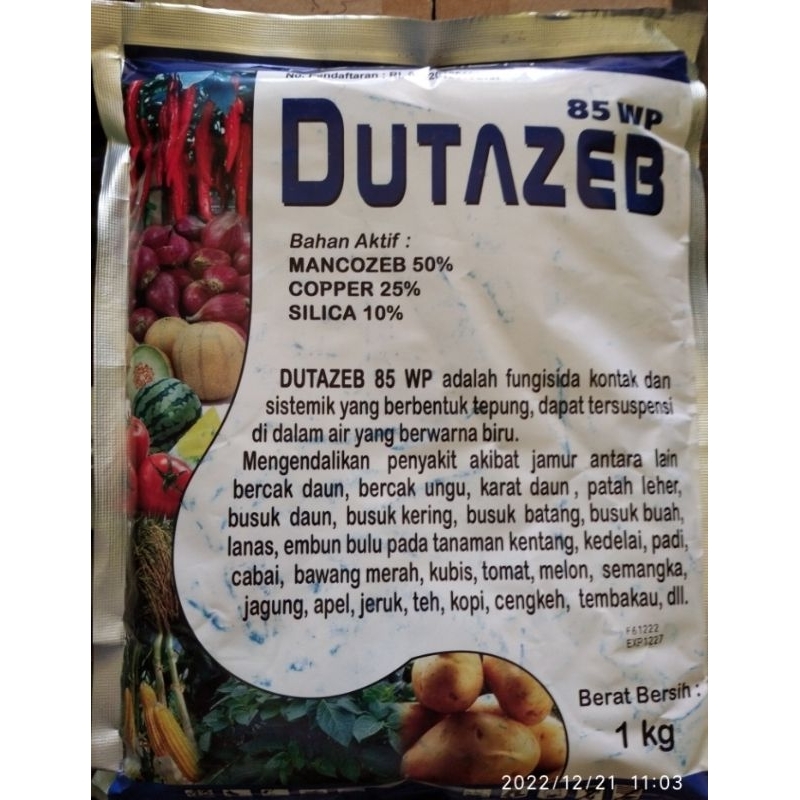 No. Pendaftaran : RI.
85 WP
DUTAZEB
Bahan Aktif :
MANCOZEB 50%
COPPER 25%
SILICA 10%
DUTAZEB 85 WP adalah fungisida kontak dan
sistemik yang berbentuk tepung, dapat tersuspensi
di dalam air yang berwarna biru.
Mengendalikan penyakit akibat jamur antara lain
bercak daun, bercak ungu, karat daun, patah leher,
busuk daun, busuk kering, busuk batang, busuk buah,
lanas, embun bulu pada tanaman kentang, kedelai, padi,
cabai, bawang merah, kubis, tomat, melon, semangka,
jagung, apel, jeruk, teh, kopi, cengkeh, tembakau, dll.
F61222
EXP1227
Berat Bersih :
1 kg
2022/12/21 11:03